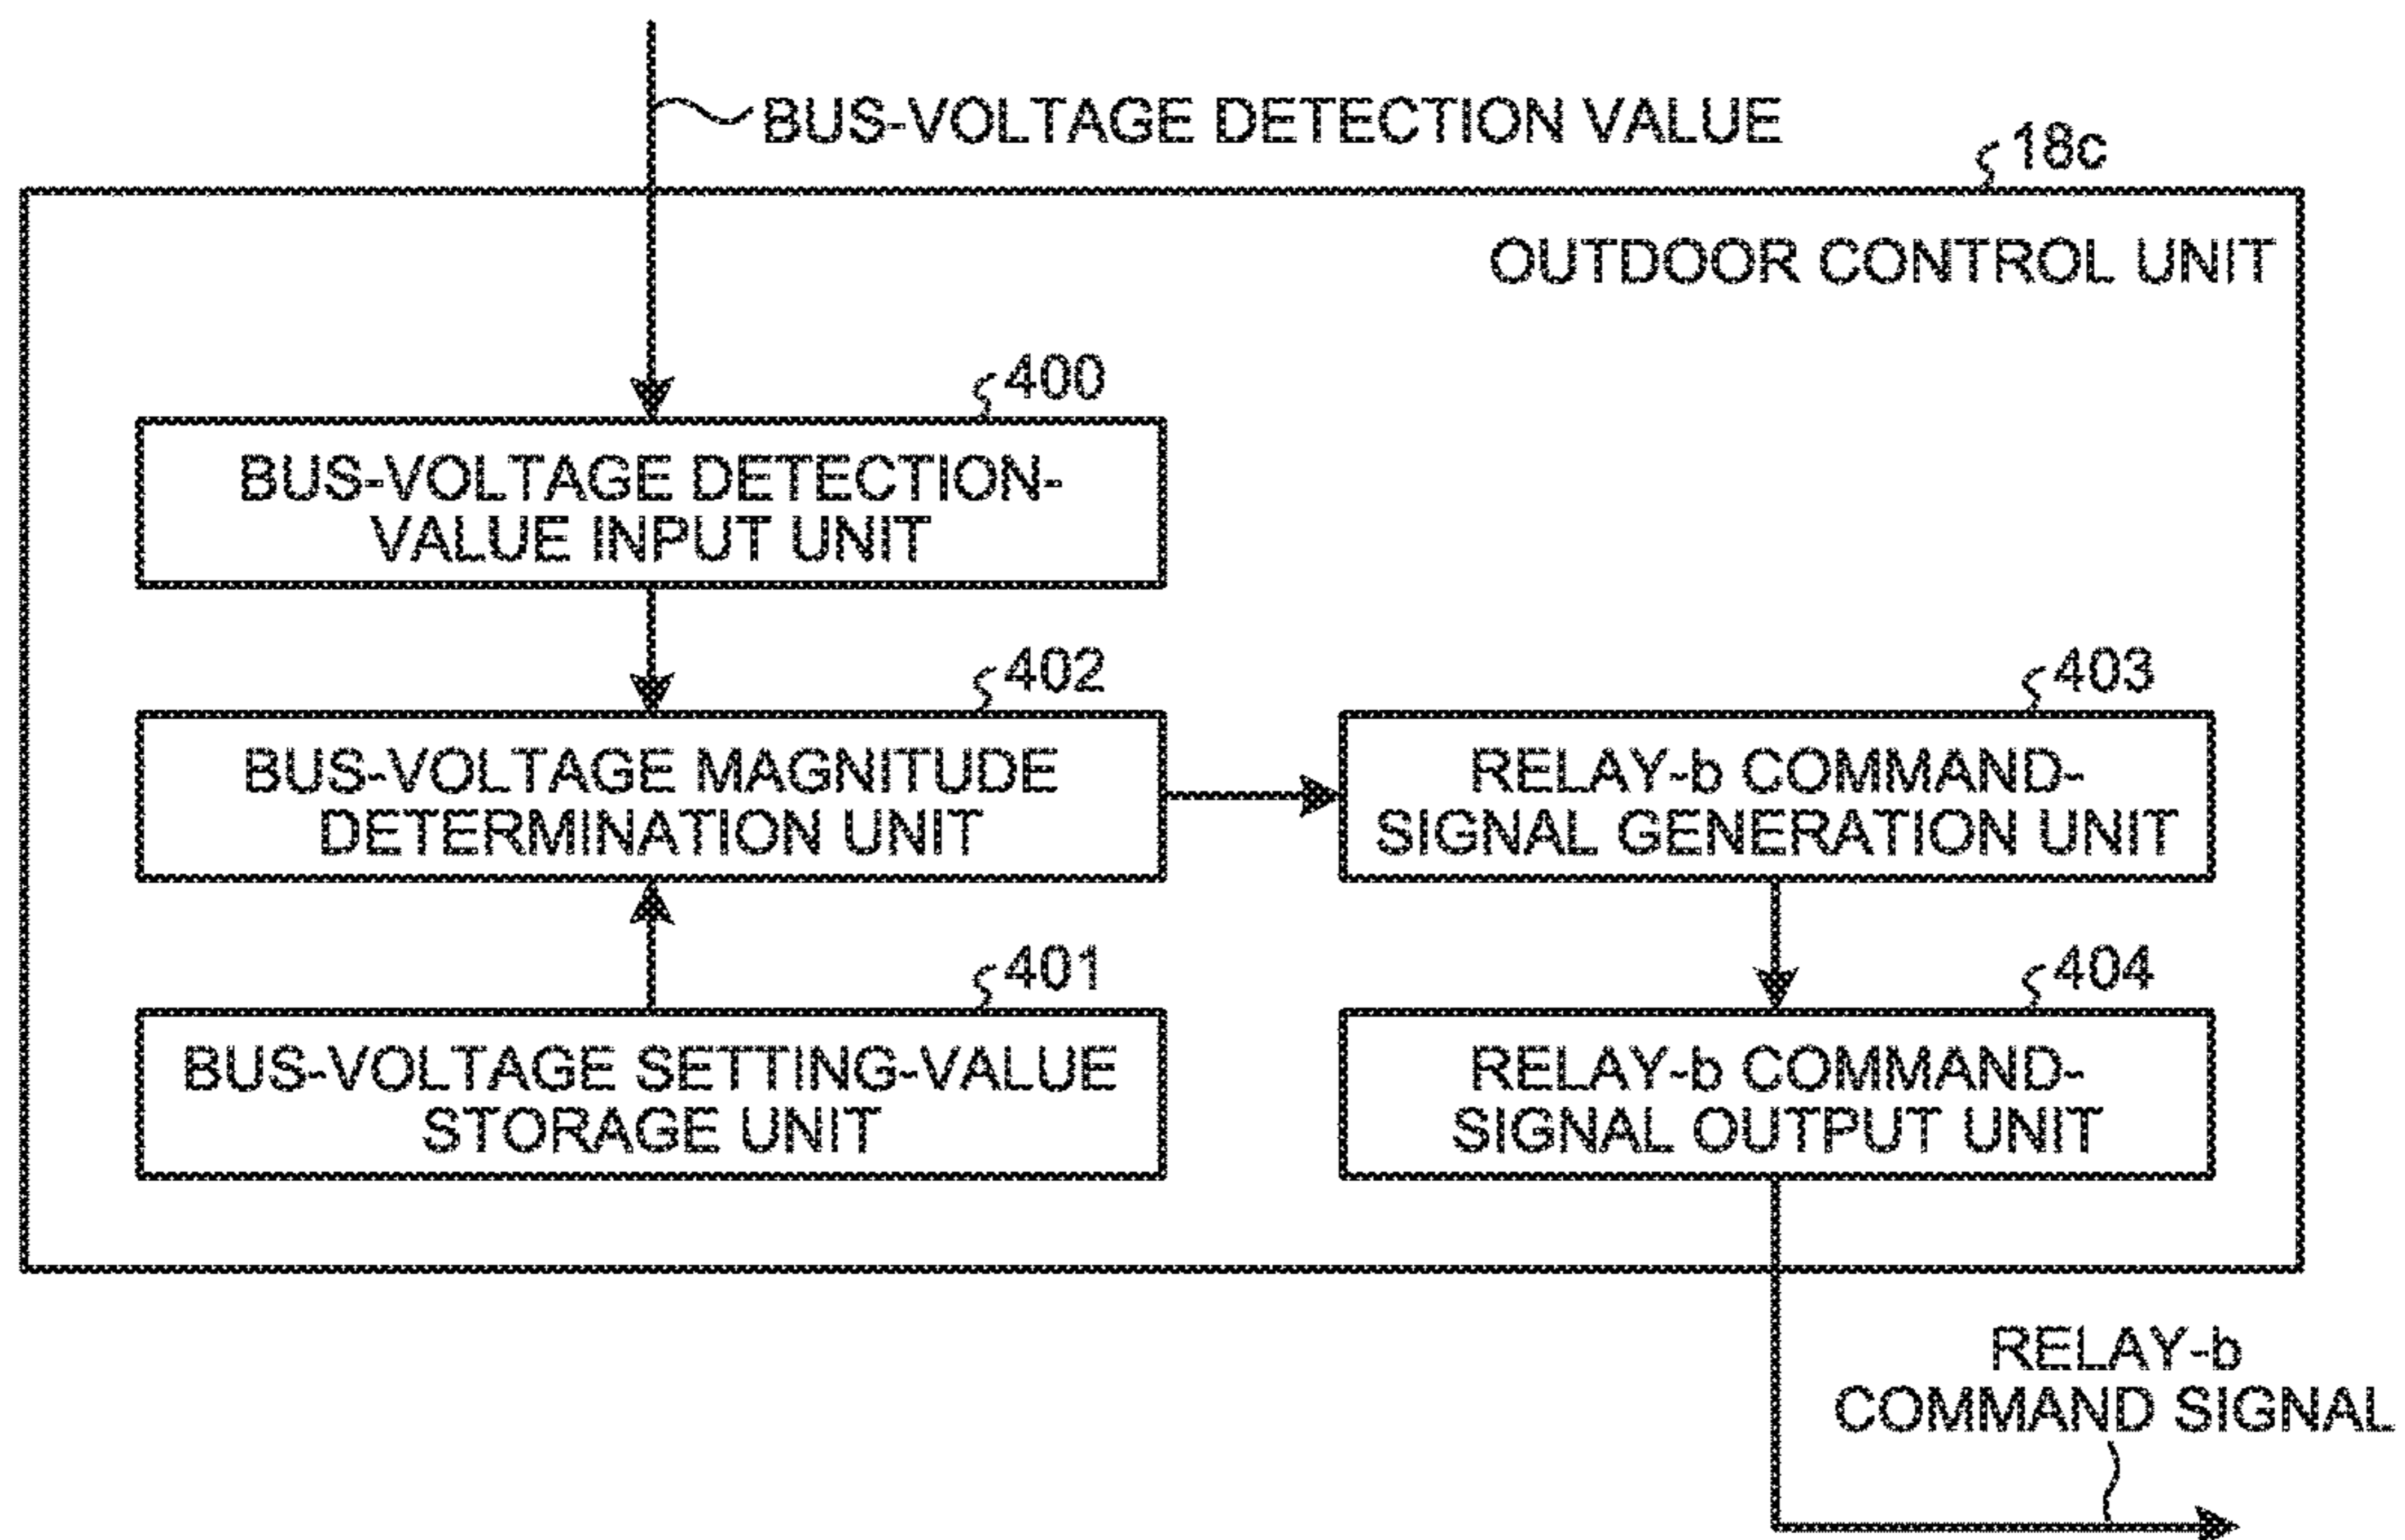 BUS-VOLTAGE DETECTION VALUE
18c
OUTDOOR CONTROL UNIT
400
BUS-VOLTAGE DETECTION-
VALUE INPUT UNIT
402
BUS-VOLTAGE MAGNITUDE
DETERMINATION UNIT
403
RELAY-b COMMAND-
SIGNAL GENERATION UNIT
401
BUS-VOLTAGE SETTING-VALUE
STORAGE UNIT
404
RELAY-b COMMAND-
SIGNAL OUTPUT UNIT
RELAY-b
COMMAND SIGNAL